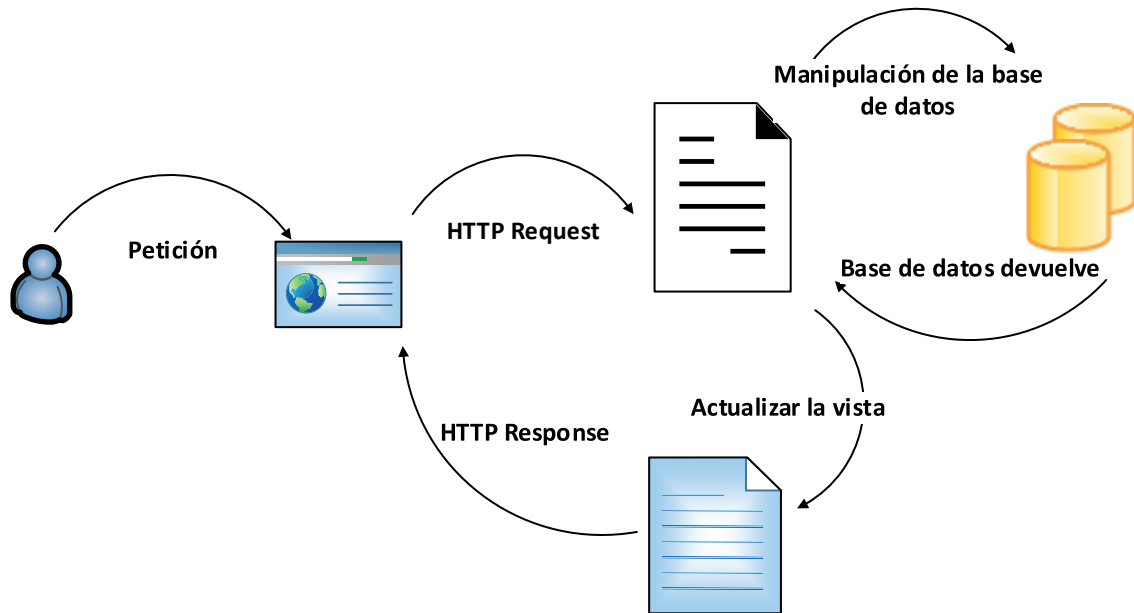 Manipulación de la base
de datos
Petición
HTTP Request
Base de datos devuelve
Actualizar la vista
HTTP Response